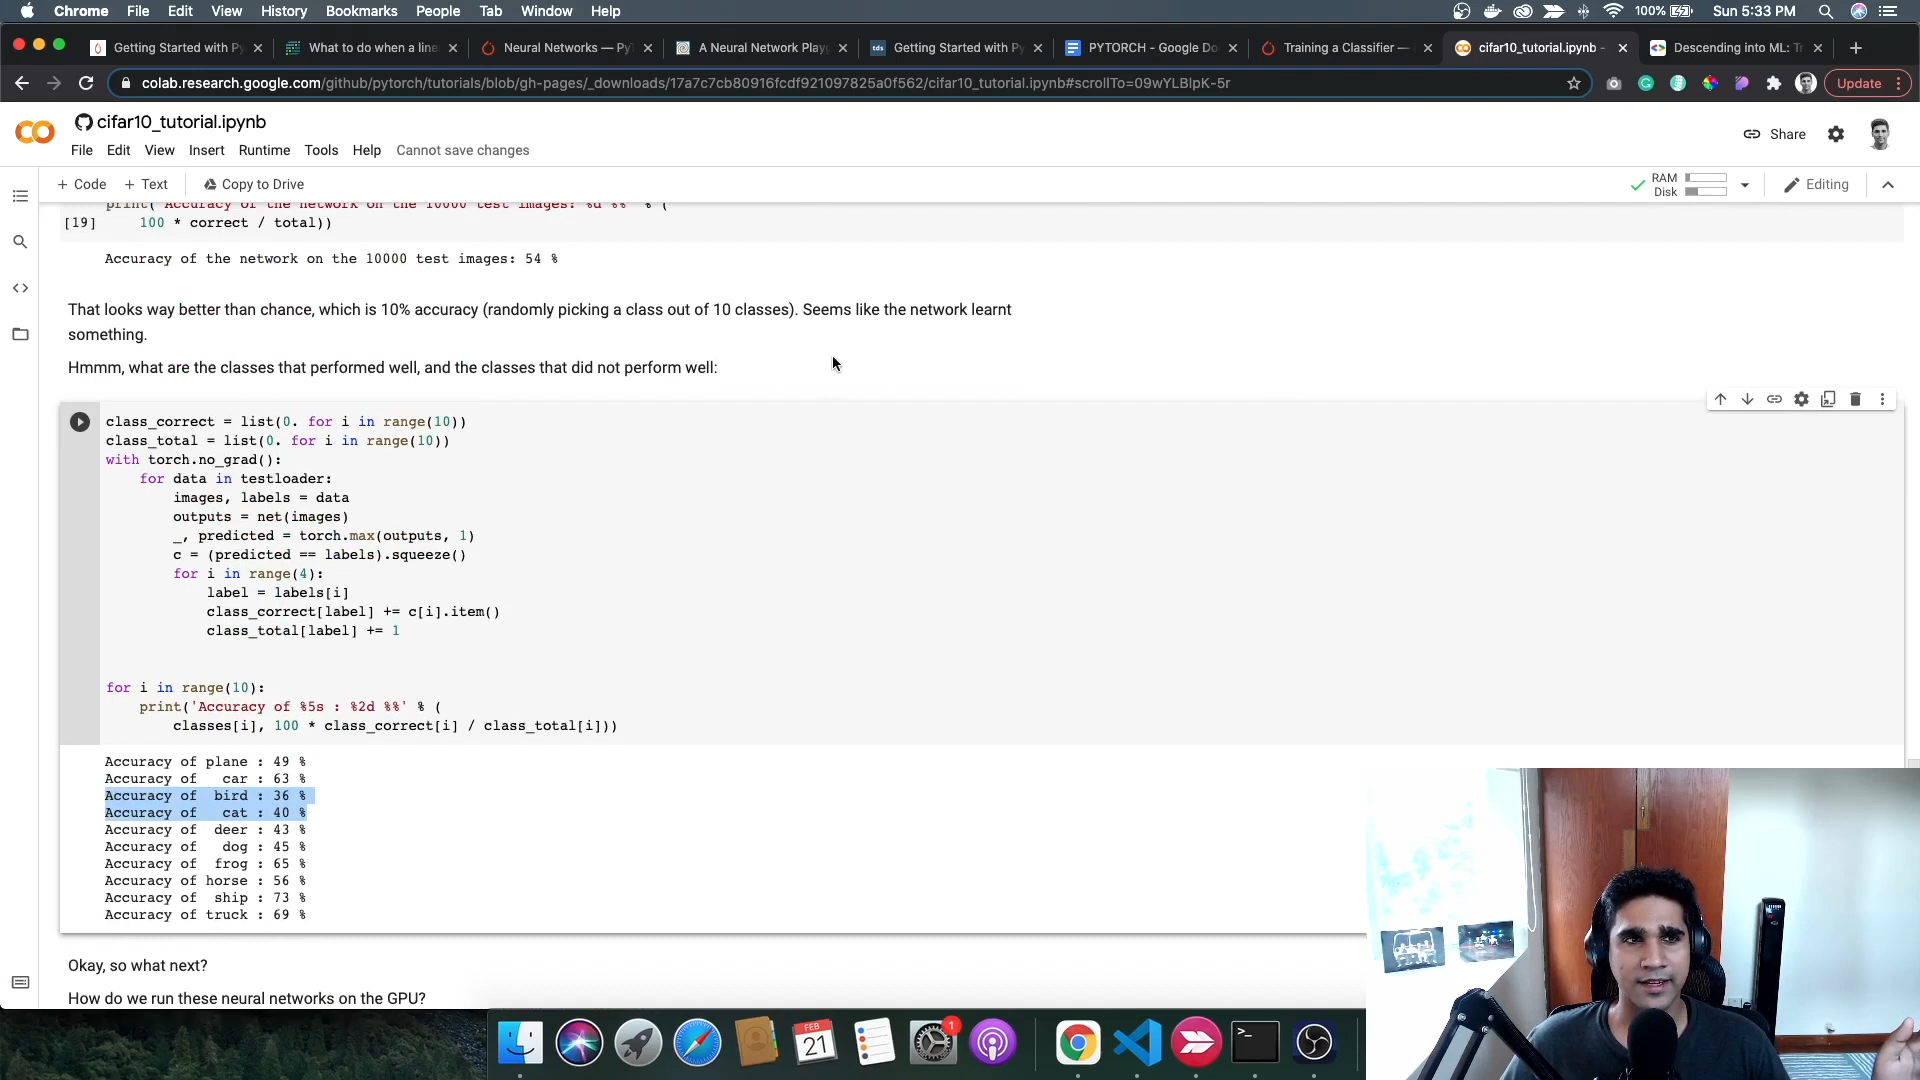 Chrome File Edit View History Bookmarks People Tab Window Help 100% Sun 5:33 PM
Getting Started with Py
What to do when a line
Neural Networks — PyT
A Neural Network Playg
Getting Started with Py
PYTORCH - Google Do
Training a Classifier —
cifar10_tutorial.ipynb -
Descending into ML: Tr
colab.research.google.com/github/pytorch/tutorials/blob/gh-pages/_downloads/17a7c7cb80916fcdf921097825a0f562/cifar10_tutorial.ipynb#scrollTo=09wYLBlpK-5r
Update
cifar10_tutorial.ipynb
Share
File Edit View Insert Runtime Tools Help Cannot save changes
+ Code + Text Copy to Drive
RAM
Disk
Editing
print('Accuracy of the network on the 10000 test images: %d %%' % (
[19] 100 * correct / total))
Accuracy of the network on the 10000 test images: 54 %
That looks way better than chance, which is 10% accuracy (randomly picking a class out of 10 classes). Seems like the network learnt
something.
Hmmm, what are the classes that performed well, and the classes that did not perform well:
class_correct = list(0. for i in range(10))
class_total = list(0. for i in range(10))
with torch.no_grad():
for data in testloader:
images, labels = data
outputs = net(images)
_, predicted = torch.max(outputs, 1)
c = (predicted == labels).squeeze()
for i in range(4):
label = labels[i]
class_correct[label] += c[i].item()
class_total[label] += 1
for i in range(10):
print('Accuracy of %5s : %2d %%' % (
classes[i], 100 * class_correct[i] / class_total[i]))
Accuracy of plane : 49 %
Accuracy of car : 63 %
Accuracy of bird : 36 %
Accuracy of cat : 40 %
Accuracy of deer : 43 %
Accuracy of dog : 45 %
Accuracy of frog : 65 %
Accuracy of horse : 56 %
Accuracy of ship : 73 %
Accuracy of truck : 69 %
Okay, so what next?
How do we run these neural networks on the GPU?
FEB
21
1